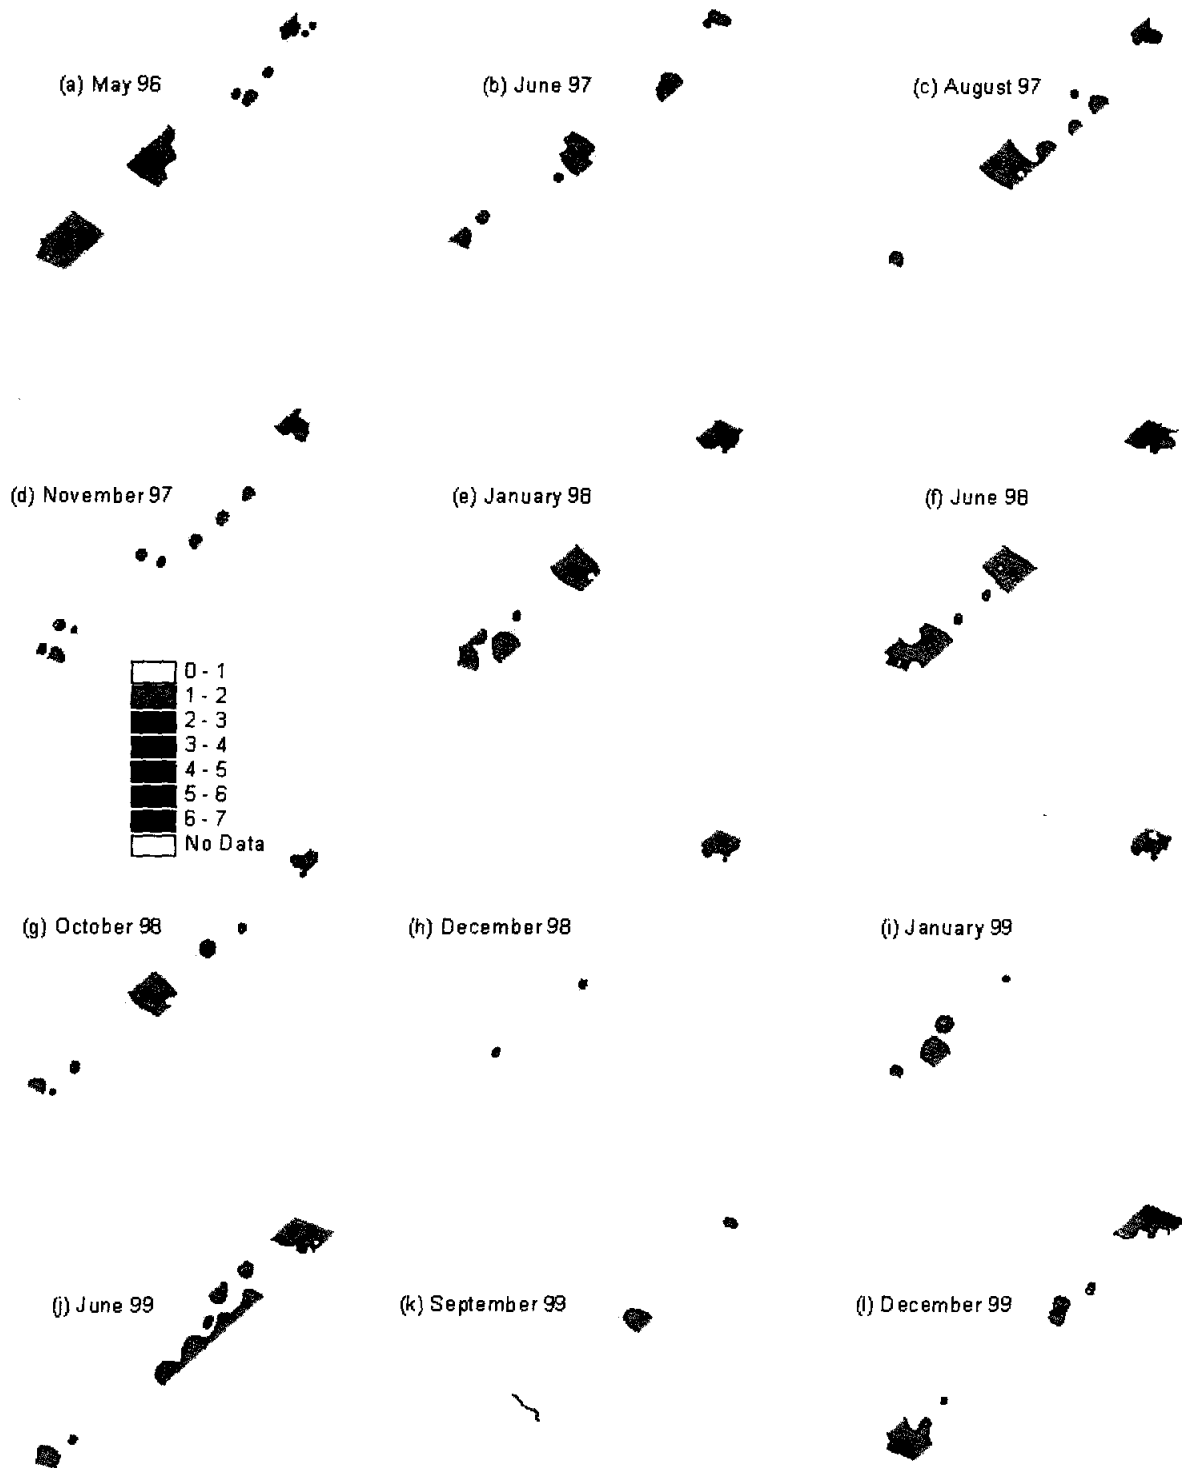 (a) May 96
(b) June 97
(c) August 97
(d) November 97
(e) January 98
(f) June 98
0 - 1
1 - 2
2 - 3
3 - 4
4 - 5
5 - 6
6 - 7
No Data
(g) October 98
(h) December 98
(i) January 99
(j) June 99
(k) September 99
(l) December 99